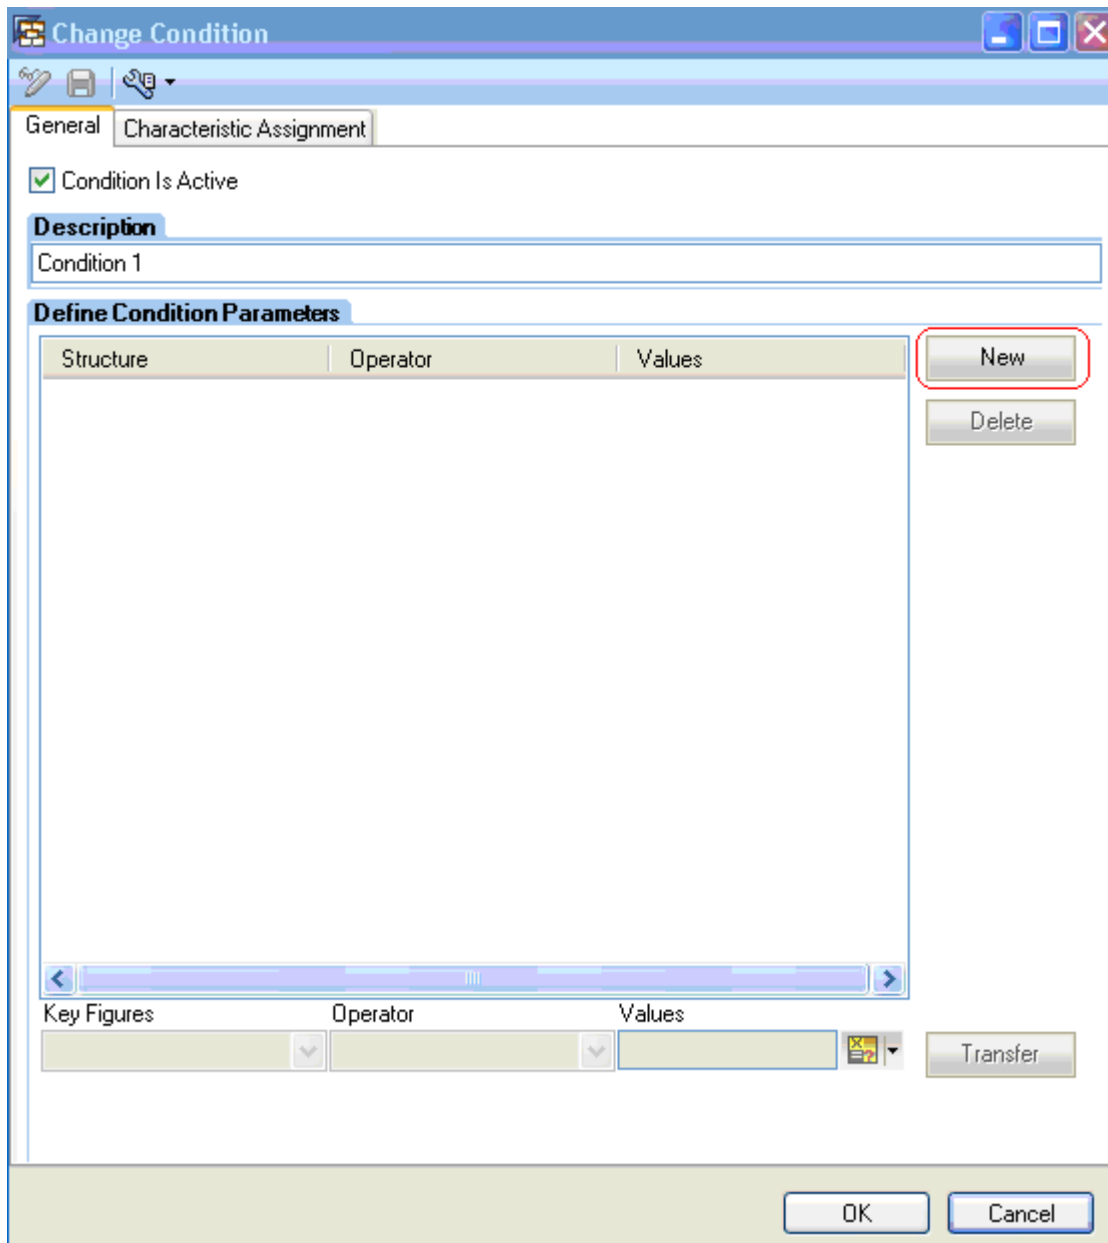 Change Condition
General Characteristic Assignment
Condition Is Active
Description
Condition 1
Define Condition Parameters
Structure Operator Values
New
Delete
Key Figures Operator Values
Transfer
OK Cancel